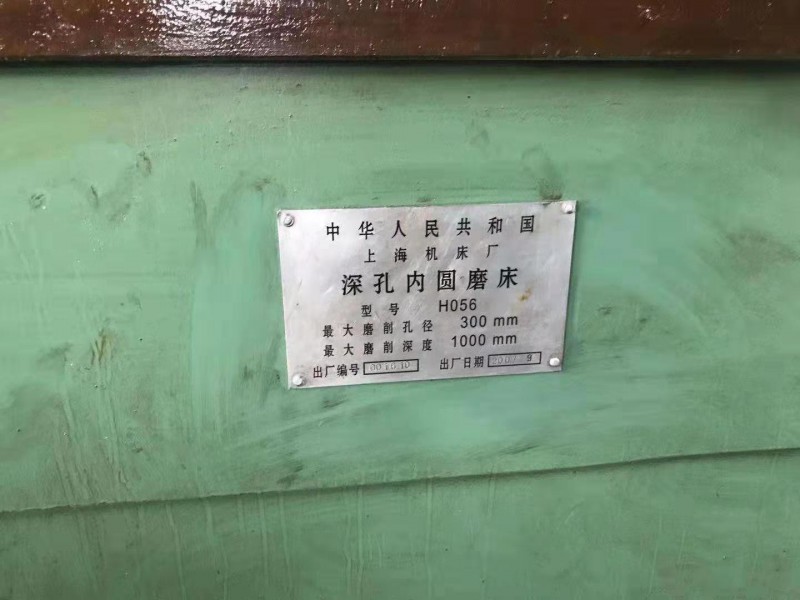 中华人民共和国
上海机床厂
深孔内圆磨床
型号 H056
最大磨削孔径 300 mm
最大磨削深度 1000 mm
出厂编号 出厂日期